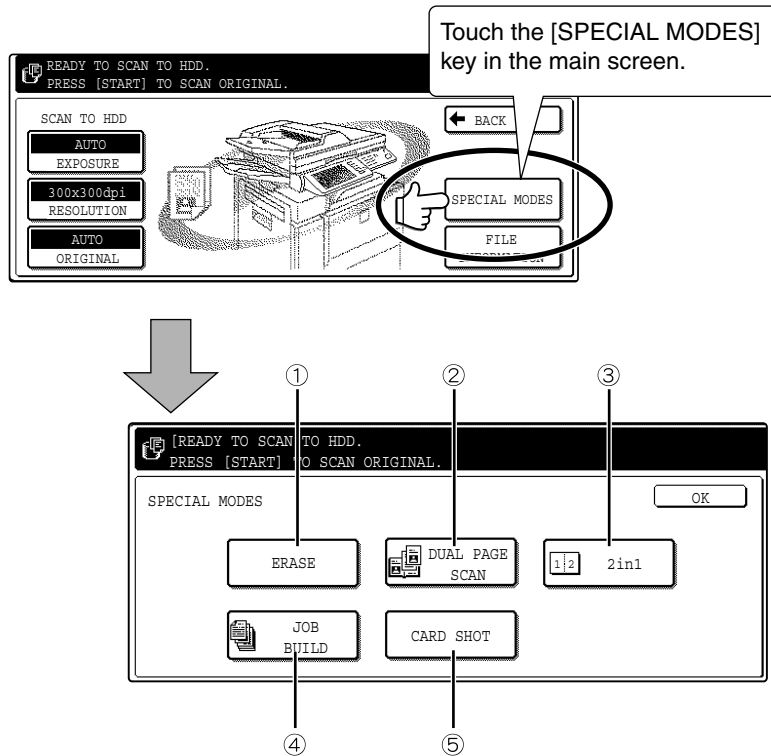 Touch the [SPECIAL MODES]
key in the main screen.
READY TO SCAN TO HDD.
PRESS [START] TO SCAN ORIGINAL.
SCAN TO HDD
BACK
AUTO
EXPOSURE
300x300dpi
RESOLUTION
SPECIAL MODES
AUTO
ORIGINAL
FILE
INFORMATION
① ② ③
[READY TO SCAN TO HDD.
PRESS [START] TO SCAN ORIGINAL.
SPECIAL MODES
OK
ERASE
DUAL PAGE
SCAN
1 2 2in1
JOB
BUILD
CARD SHOT
④ ⑤